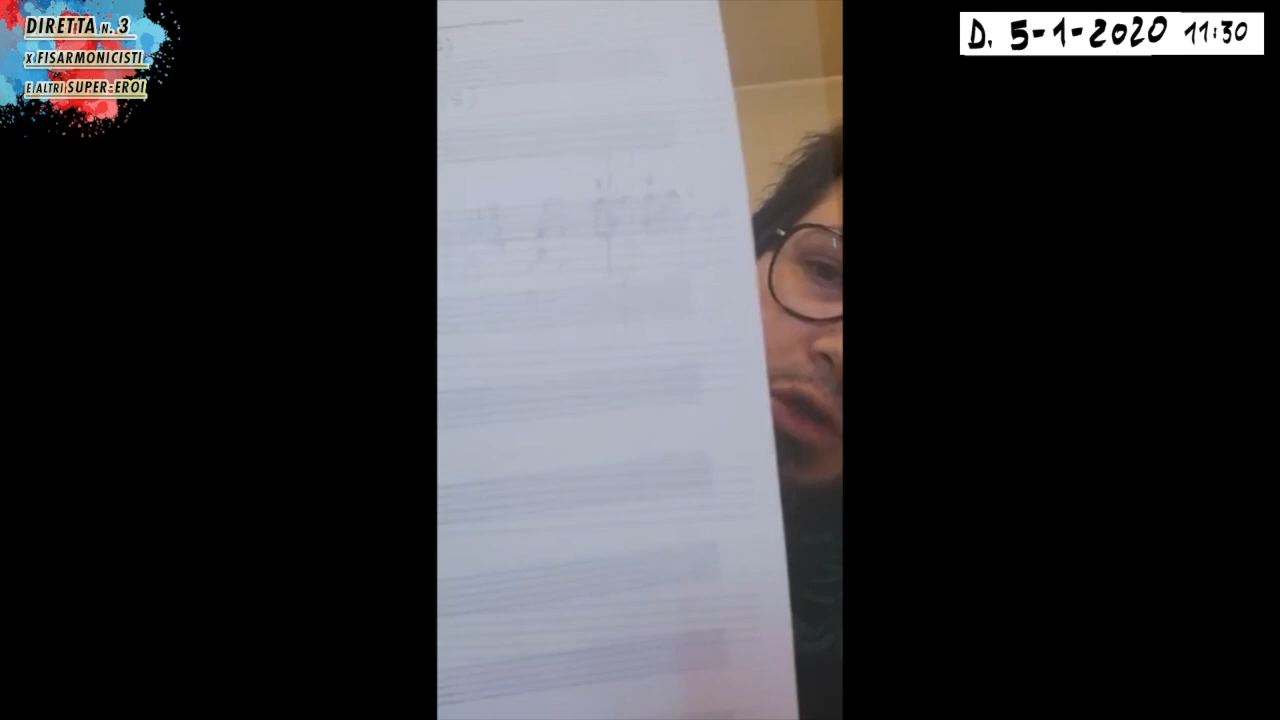 DIRETTA N. 3
X FISARMONICISTI
E ALTRI SUPER-EROI
D. 5-1-2020 11:30